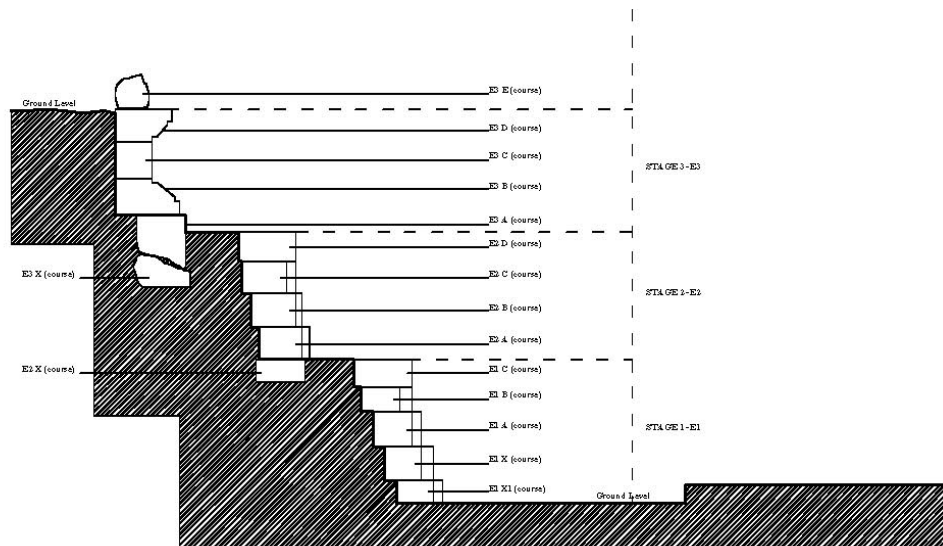 E3 E (course)
Ground Level
E3 D (course)
E3 C (course)
STAGE 3-E3
E3 B (course)
E3 A (course)
E2 D (course)
E3 X (course)
E2 C (course)
STAGE 2-E2
E2 B (course)
E2 A (course)
E2 X (course)
E1 C (course)
E1 B (course)
E1 A (course)
STAGE 1-E1
E1 X (course)
E1 X1 (course)
Ground Level